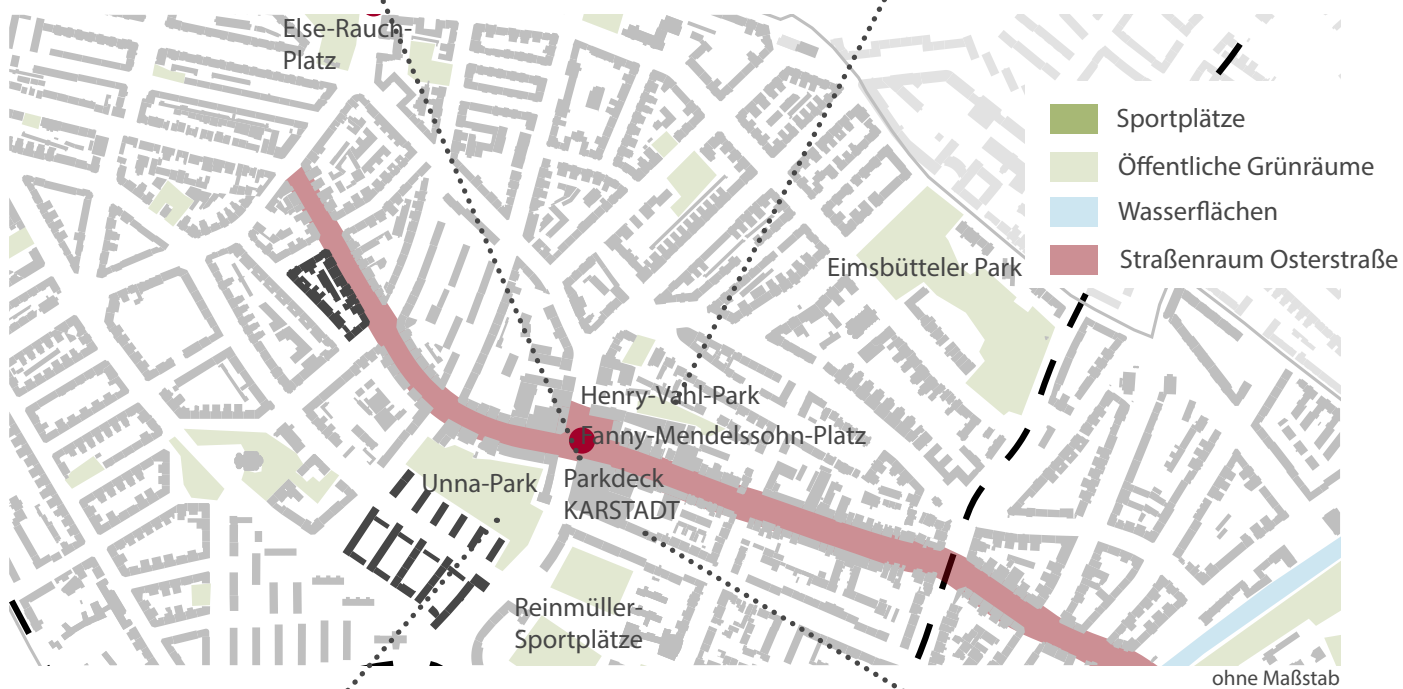 Else-Rauch-
Platz
Sportplätze
Öffentliche Grünräume
Wasserflächen
Straßenraum Osterstraße
Eimsbütteler Park
Henry-Vahl-Park
Fanny-Mendelssohn-Platz
Unna-Park
Parkdeck
KARSTADT
Reinmüller-
Sportplätze
ohne Maßstab